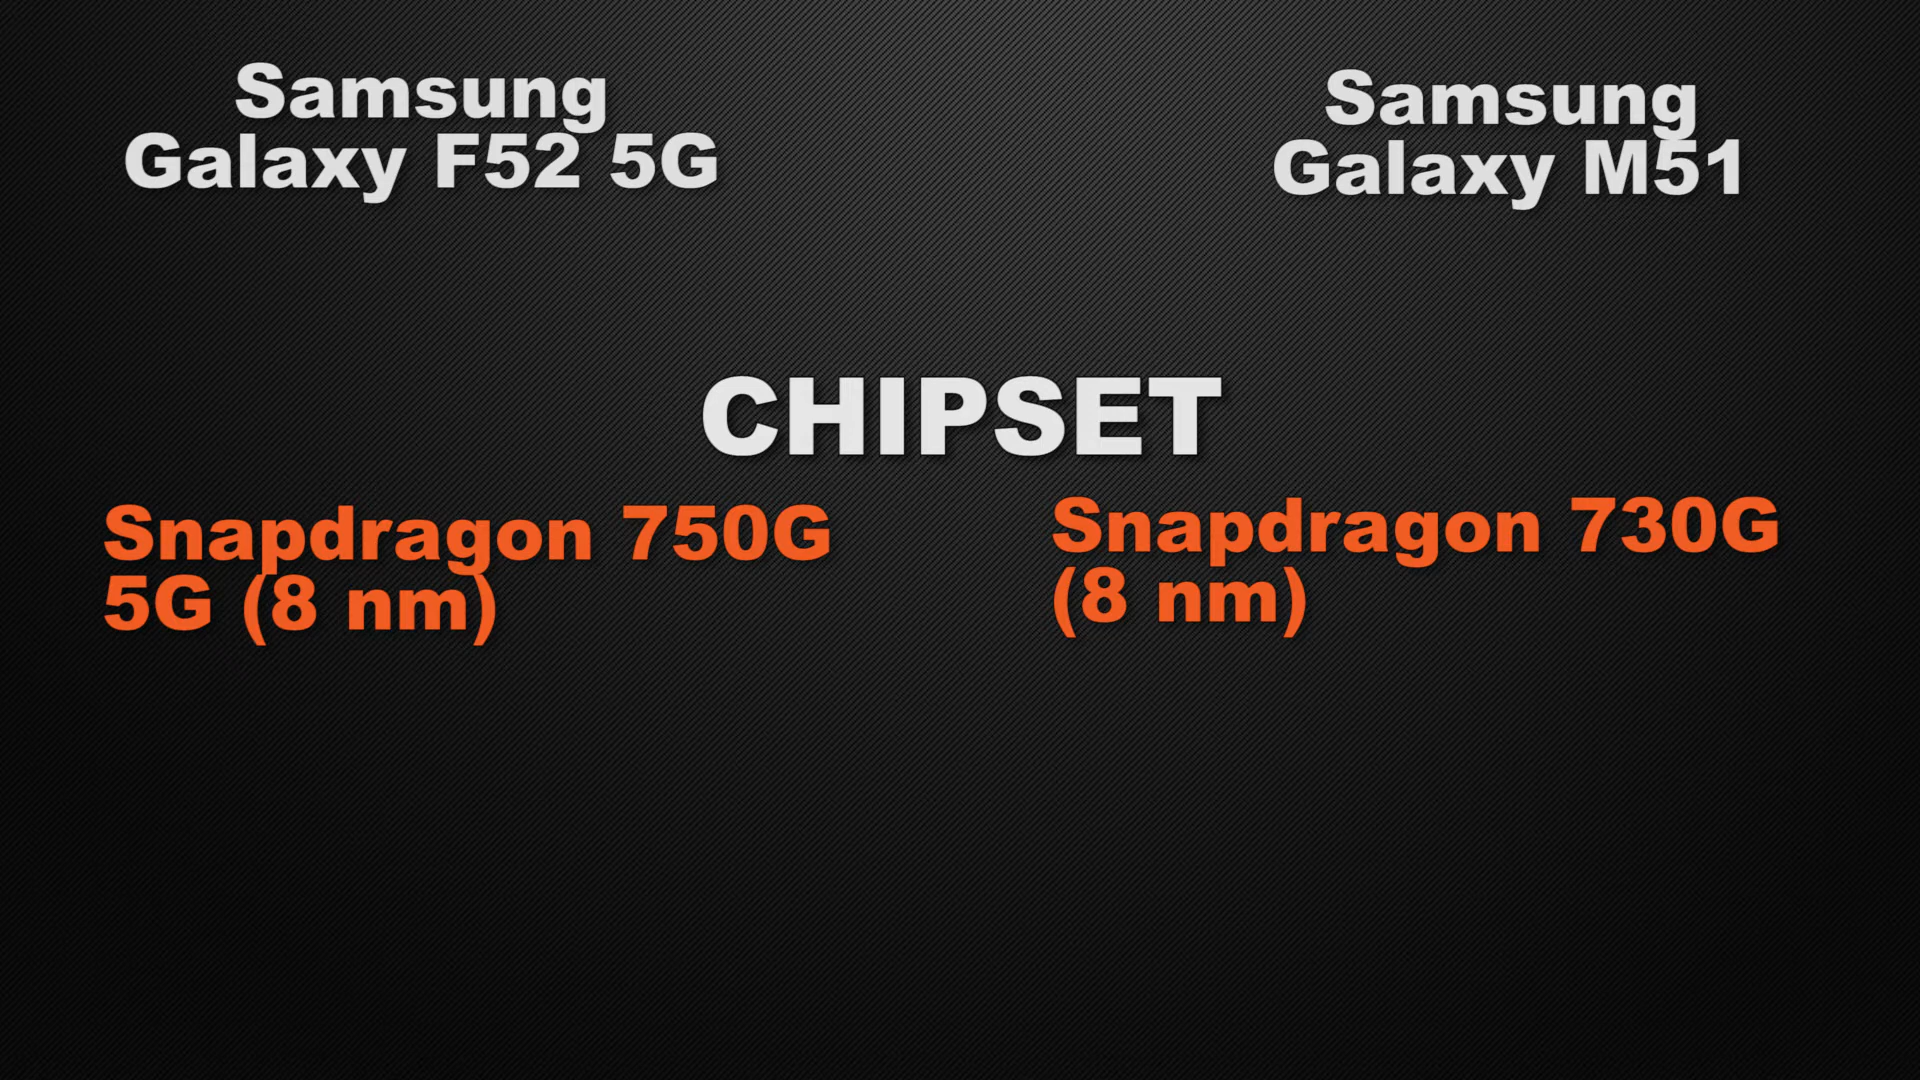 Samsung
Galaxy F52 5G
Samsung
Galaxy M51
CHIPSET
Snapdragon 750G
5G (8 nm)
Snapdragon 730G
(8 nm)